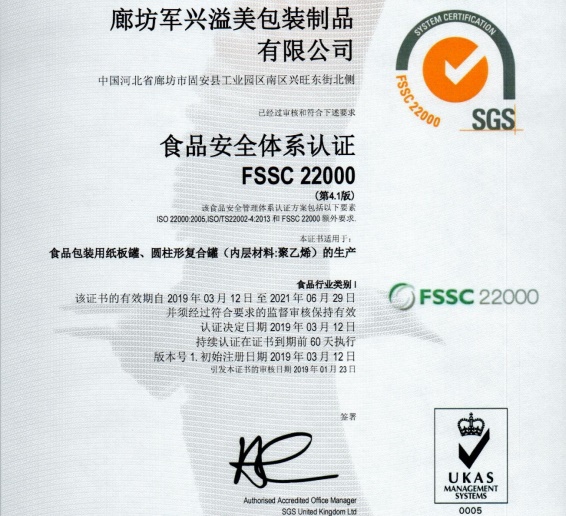 廊坊军兴溢美包装制品
有限公司
中国河北省廊坊市固安县工业园区南区兴旺东街北侧
已经过审核和符合下述要求
食品安全体系认证
FSSC 22000
(第4.1版)
该食品安全管理体系认证方案包括以下要素
ISO 22000:2005,ISO/TS22002-4:2013 和 FSSC 22000 额外要求.
本证书适用于:
食品包装用纸板罐、圆柱形复合罐（内层材料:聚乙烯）的生产
食品行业类别 I
该证书的有效期自 2019 年 03 月 12 日 至 2021 年 06 月 29 日
并须经过符合要求的监督审核保持有效
认证决定日期 2019 年 03 月 12 日
持续认证在证书到期前 60 天执行
版本号 1. 初始注册日期 2019 年 03 月 12 日
引发本证书的审核日期 2019 年 01 月 23 日
签署
Authorised Accredited Office Manager
SGS United Kingdom Ltd
SYSTEM CERTIFICATION
FSSC 22000
SGS
FSSC 22000
UKAS
MANAGEMENT
SYSTEMS
0005